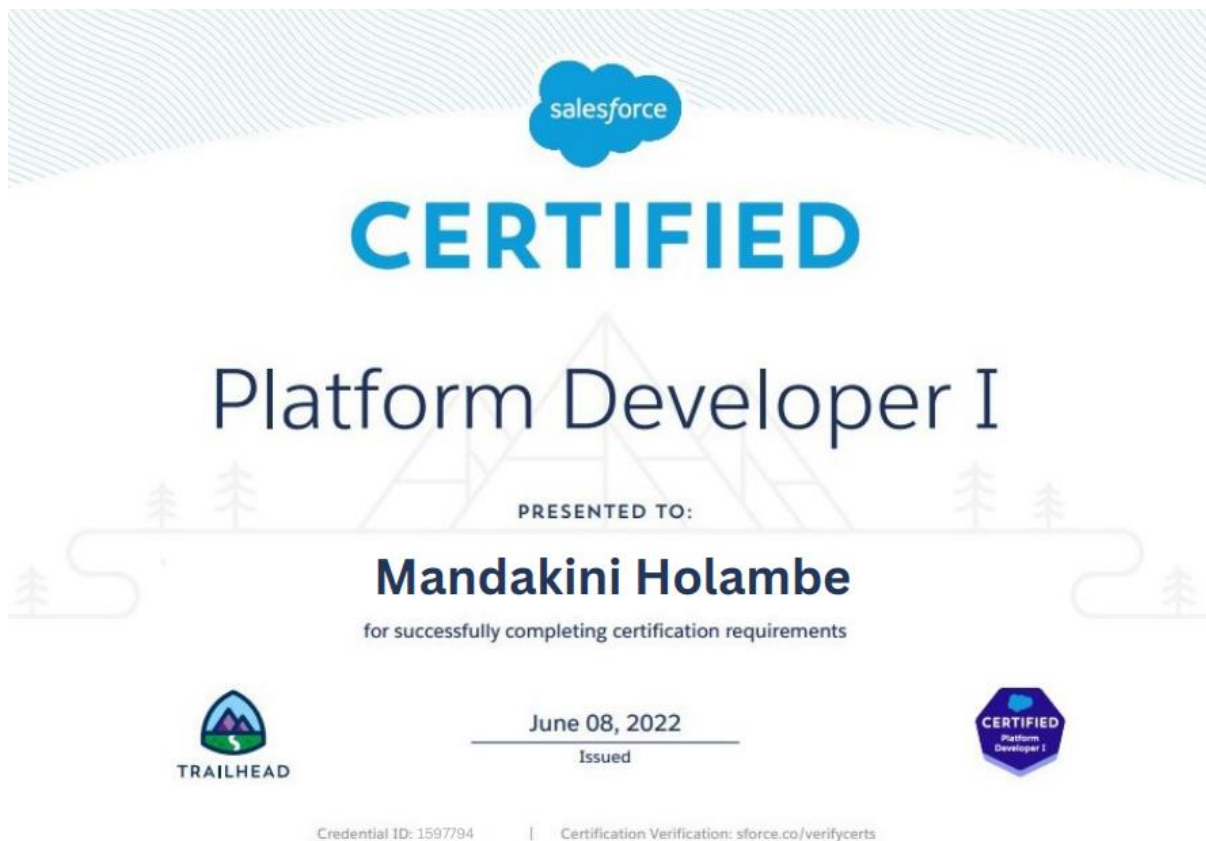 salesforce
CERTIFIED
Platform Developer I
PRESENTED TO:
Mandakini Holambe
for successfully completing certification requirements
TRAILHEAD
June 08, 2022
Issued
CERTIFIED
Platform
Developer I
Credential ID: 1597794 | Certification Verification: sforce.co/verifycerts